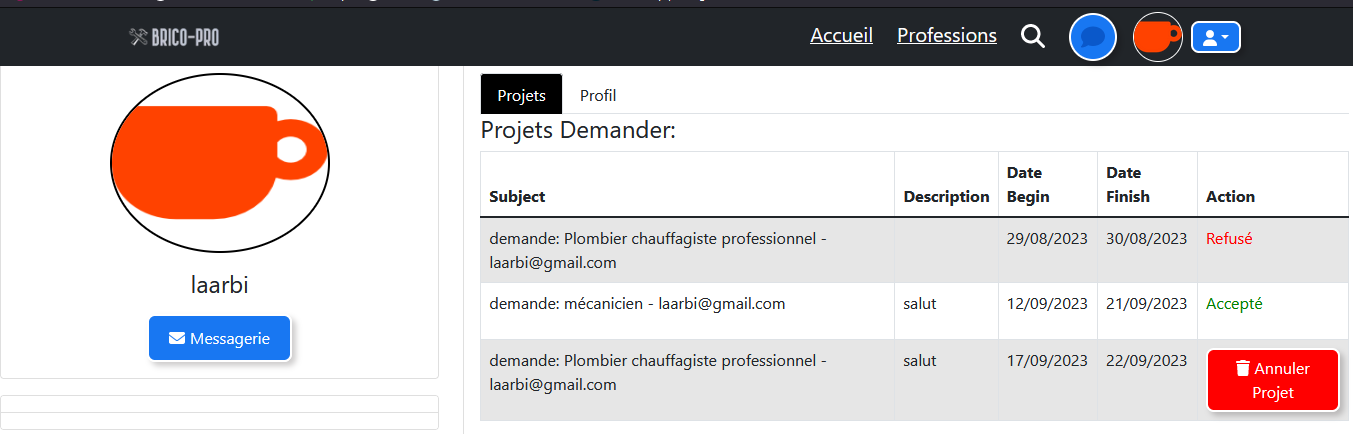 BRICO-PRO
Accueil
Professions
laarbi
Messagerie
Projets
Profil
Projets Demander:
Subject
Description
Date
Begin
Date
Finish
Action
demande: Plombier chauffagiste professionnel -
laarbi@gmail.com
29/08/2023
30/08/2023
Refusé
demande: mécanicien - laarbi@gmail.com
salut
12/09/2023
21/09/2023
Accepté
demande: Plombier chauffagiste professionnel -
laarbi@gmail.com
salut
17/09/2023
22/09/2023
Annuler
Projet